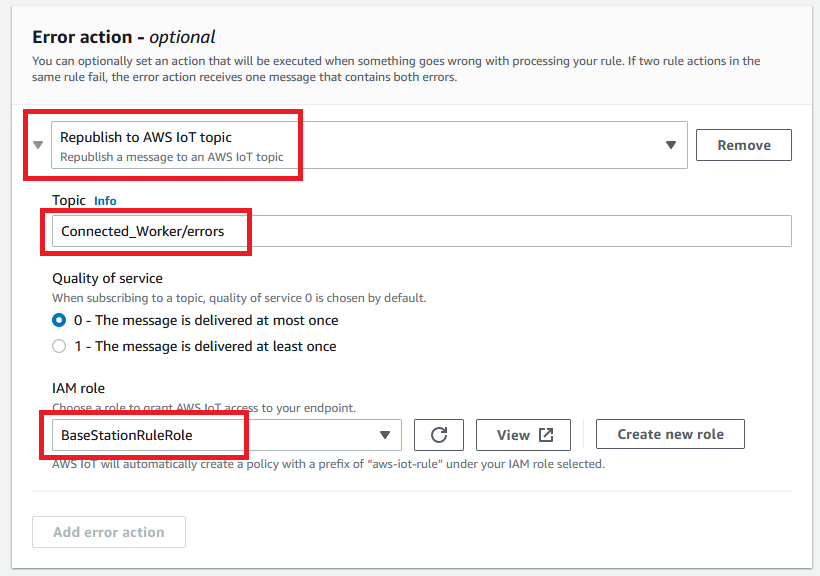 Error action - optional
You can optionally set an action that will be executed when something goes wrong with processing your rule. If two rule actions in the
same rule fail, the error action receives one message that contains both errors.
Republish to AWS IoT topic
Republish a message to an AWS IoT topic
Remove
Topic Info
Connected_Worker/errors
Quality of service
When subscribing to a topic, quality of service 0 is chosen by default.
0 - The message is delivered at most once
1 - The message is delivered at least once
IAM role
Choose a role to grant AWS IoT access to your endpoint.
BaseStationRuleRole
View
Create new role
AWS IoT will automatically create a policy with a prefix of “aws-iot-rule” under your IAM role selected.
Add error action